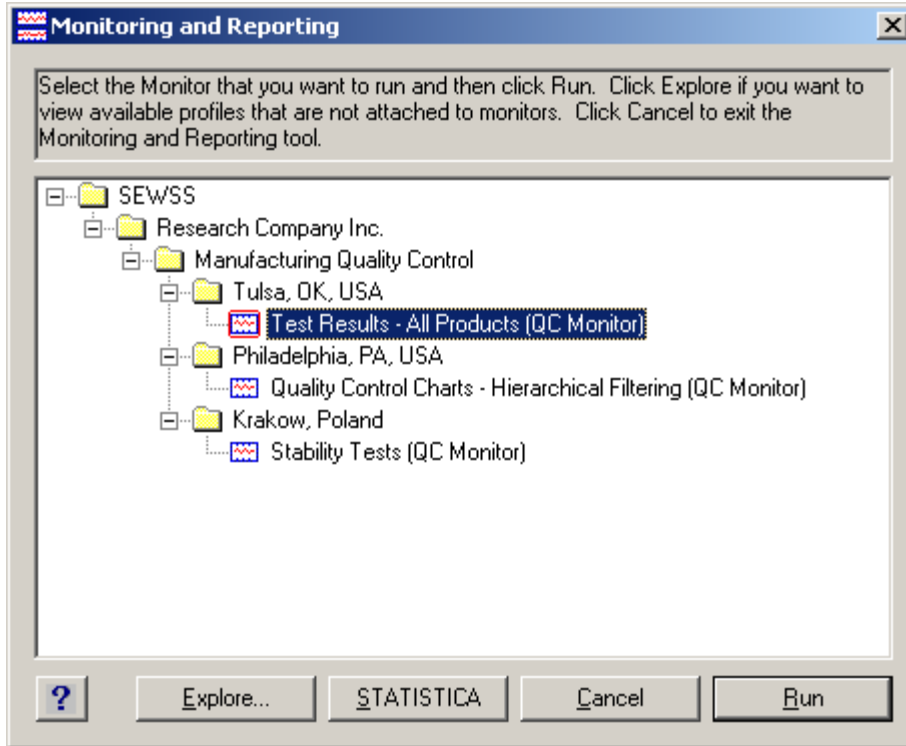 Monitoring and Reporting
Select the Monitor that you want to run and then click Run. Click Explore if you want to
view available profiles that are not attached to monitors. Click Cancel to exit the
Monitoring and Reporting tool.
SEWSS
Research Company Inc.
Manufacturing Quality Control
Tulsa, OK, USA
Test Results - All Products (QC Monitor)
Philadelphia, PA, USA
Quality Control Charts - Hierarchical Filtering (QC Monitor)
Krakow, Poland
Stability Tests (QC Monitor)
? Explore... STATISTICA Cancel Run